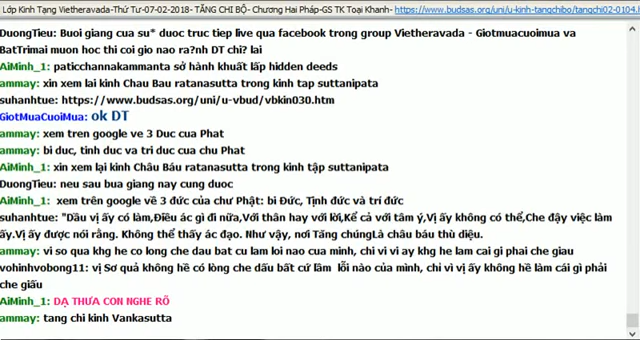 Lớp Kinh Tạng Vietheravada-Thứ Tư-07-02-2018- TĂNG CHI BỘ- Chương Hai Pháp-GS TK Toại Khanh- https://www.budsas.org/uni/u-kinh-tangchibo/tangchi02-0104.h
DuongTieu: Buoi giang cua su* duoc truc tiep live qua facebook trong group Vietheravada - Giotmuacuoimua va
BatTrimai muon hoc thi coi gio nao ra?nh DT chi? lai
AiMinh_1: paticchannakammanta sở hành khuất lấp hidden deeds
ammay: xin xem lai kinh Chau Bau ratanasutta trong kinh tap suttanipata
suhanhtue: https://www.budsas.org/uni/u-vbud/vbkin030.htm
GiotMuaCuoiMua: ok DT
ammay: xem tren google ve 3 Duc cua Phat
ammay: bi duc, tinh duc va tri duc cua chu Phat
AiMinh_1: xin xem lại kinh Châu Báu ratanasutta trong kinh tập suttanipata
DuongTieu: neu sau bua giang nay cung duoc
AiMinh_1: xem trên google về 3 đức của chư Phật: bi Đức, Tịnh đức và trí đức
suhanhtue: "Dầu vị ấy có làm,Điều ác gì đi nữa,Với thân hay với lời,Kể cả với tâm ý,Vị ấy không có thể,Che đậy việc làm
ấy.Vị ấy được nói rằng. Không thể thấy ác đạo. Như vậy, nơi Tăng chúngLà châu báu thù diệu.
ammay: vi so qua khg he co long che dau bat cu lam loi nao cua minh, chi vi vi ay khg he lam cai gi phai che giau
vohinhvobong11: vị Sơ quả không hề có lòng che dấu bất cứ lầm lỗi nào của mình, chỉ vì vị ấy không hề làm cái gì phải
che giấu
AiMinh_1: DẠ THƯA CON NGHE RÕ
ammay: tang chi kinh Vankasutta